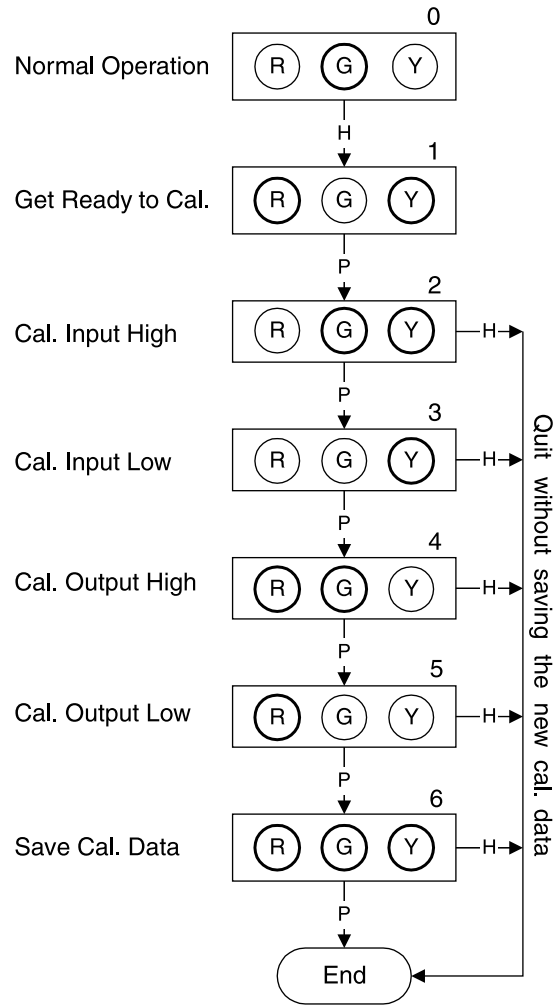 0
Normal Operation R G Y
H
1
Get Ready to Cal. R G Y
P
2
Cal. Input High R G Y H
P
3
Cal. Input Low R G Y H
P
4
Cal. Output High R G Y H
P
5
Cal. Output Low R G Y H
P
6
Save Cal. Data R G Y H
P
End
Quit without saving the new cal. data